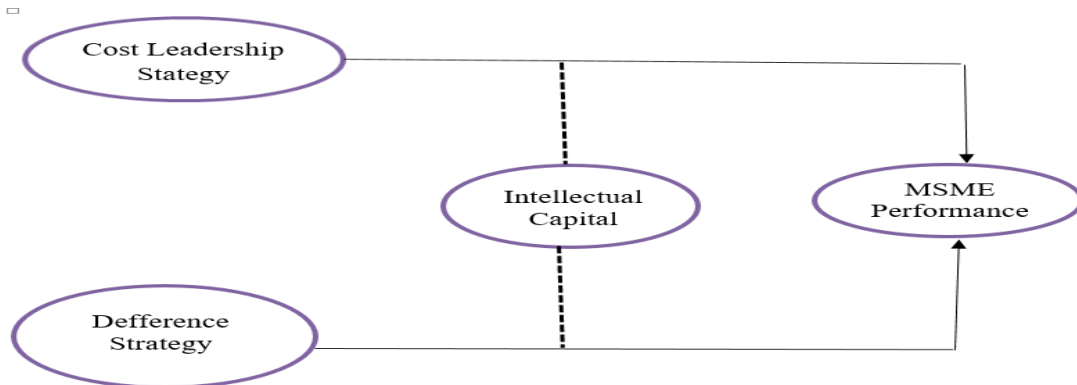 Cost Leadership
Stategy
Intellectual
Capital
MSME
Performance
Defference
Strategy